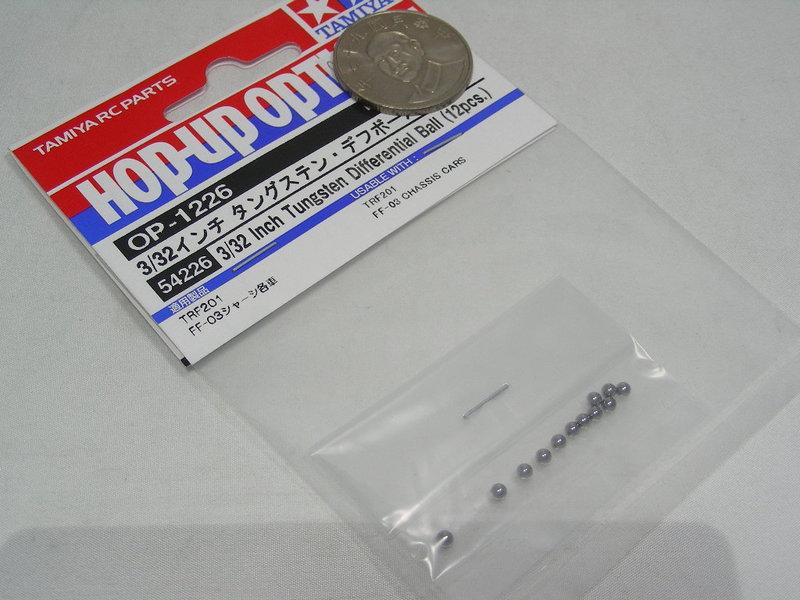 TAMIYA
TAMIYA RC PARTS
HOP-UP OPTI
OP-1226
3/32インチ タングステン・デフボー
54226 3/32 Inch Tungsten Differential Ball (12pcs.)
適用製品
TRF201
FF-03シャーシ各車
USABLE WITH :
TRF201
FF-03 CHASSIS CARS